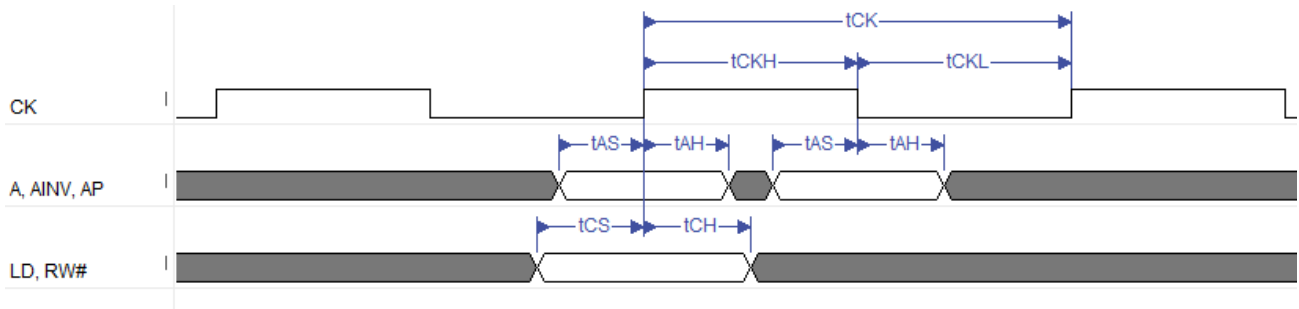 tCK
tCKH tCKL
CK
tAS tAH tAS tAH
A, AINV, AP
tCS tCH
LD, RW#